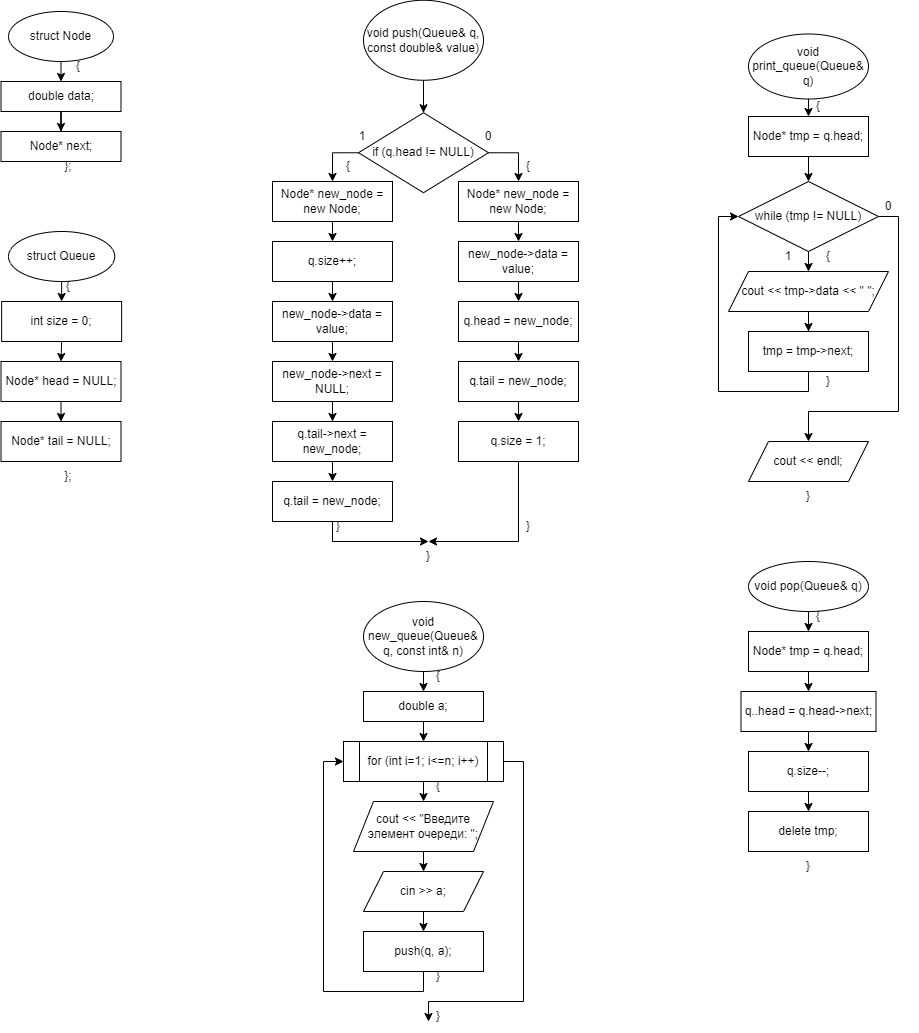 struct Node
{
double data;
Node* next;
};
struct Queue
{
int size = 0;
Node* head = NULL;
Node* tail = NULL;
};
void push(Queue& q,
const double& value)
if (q.head != NULL)
1
{
Node* new_node =
new Node;
q.size++;
new_node->data =
value;
new_node->next =
NULL;
q.tail->next =
new_node;
q.tail = new_node;
}
0
{
Node* new_node =
new Node;
new_node->data =
value;
q.head = new_node;
q.tail = new_node;
q.size = 1;
}
}
void
new_queue(Queue&
q, const int& n)
{
double a;
for (int i=1; i<=n; i++)
{
cout << "Введите
элемент очереди: ";
cin >> a;
push(q, a);
}
}
void
print_queue(Queue&
q)
{
Node* tmp = q.head;
while (tmp != NULL)
1
{
cout << tmp->data << " ";
tmp = tmp->next;
}
0
cout << endl;
}
void pop(Queue& q)
{
Node* tmp = q.head;
q..head = q.head->next;
q.size--;
delete tmp;
}